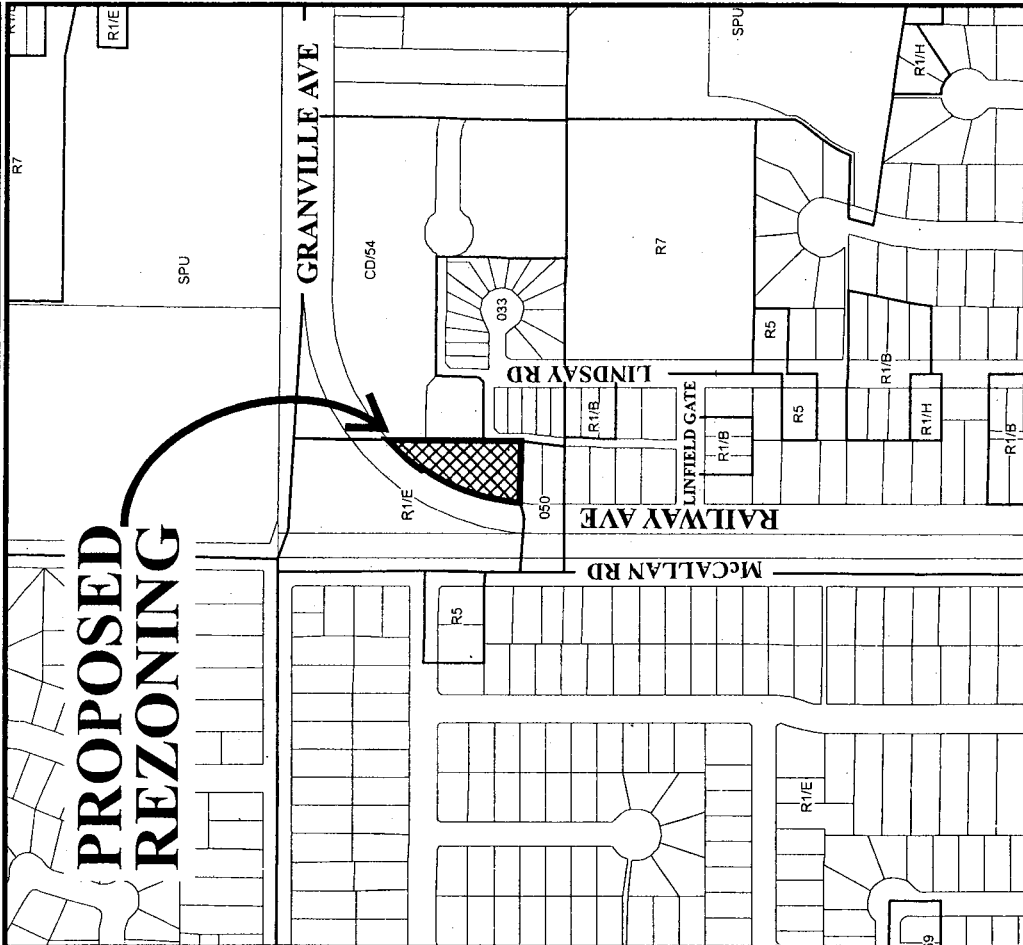 PROPOSED
REZONING
R1/E
R7
SPU
SPU
GRANVILLE AVE
R1/H
CD/54
033
R7
R5
LINDSAY RD
R1/B
R1/B
R5
R1/H
R1/B
LINFIELD GATE
R1/B
R1/E
050
RAILWAY AVE
McCALLAN RD
R5
R1/E